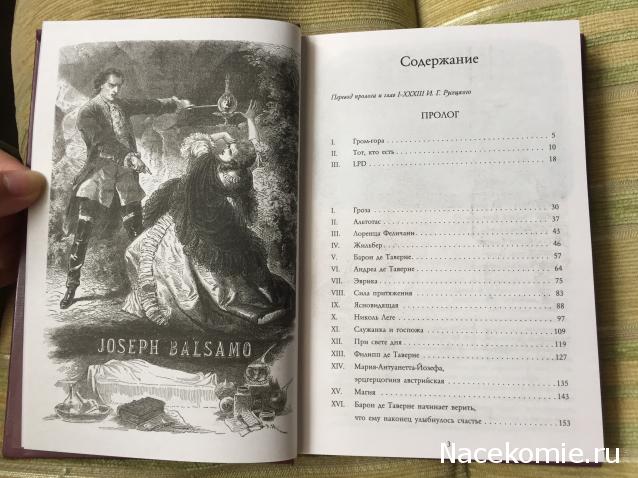 JOSEPH BALSAMO
Содержание
Перевод пролога и глав I-XXXIII И. Г. Русецкого
ПРОЛОГ
I. Гром-гора 5
II. Тот, кто есть 10
III. LPD 18
I. Гроза 30
II. Альтотас 37
III. Лоренца Феличани 43
IV. Жильбер 46
V. Барон де Таверне 57
VI. Андреа де Таверне 64
VII. Эврика 75
VIII. Сила притяжения 83
IX. Ясновидящая 88
X. Николь Леге 97
XI. Служанка и госпожа 109
XII. При свете дня 119
XIII. Филипп де Таверне 127
XIV. Мария-Антуанетта-Йозефа,
эрцгерцогиня австрийская 135
XV. Магия 143
XVI. Барон де Таверне начинает верить,
что ему наконец улыбнулось счастье 153
3
Nacekomie.ru